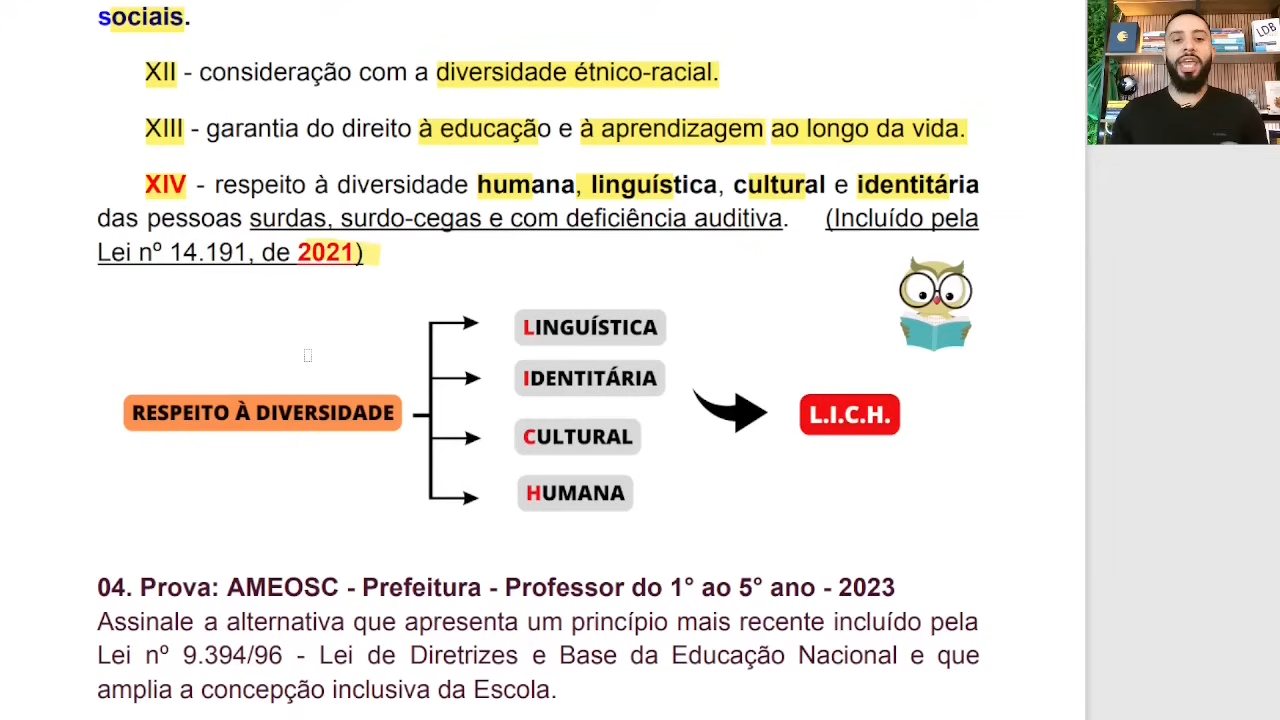 sociais.
LDB
XII - consideração com a diversidade étnico-racial.
XIII - garantia do direito à educação e à aprendizagem ao longo da vida.
XIV - respeito à diversidade humana, linguística, cultural e identitária
das pessoas surdas, surdo-cegas e com deficiência auditiva. (Incluído pela
Lei nº 14.191, de 2021)
LINGUÍSTICA
IDENTITÁRIA
RESPEITO À DIVERSIDADE
L.I.C.H.
CULTURAL
HUMANA
04. Prova: AMEOSC - Prefeitura - Professor do 1° ao 5° ano - 2023
Assinale a alternativa que apresenta um princípio mais recente incluído pela
Lei nº 9.394/96 - Lei de Diretrizes e Base da Educação Nacional e que
amplia a concepção inclusiva da Escola.